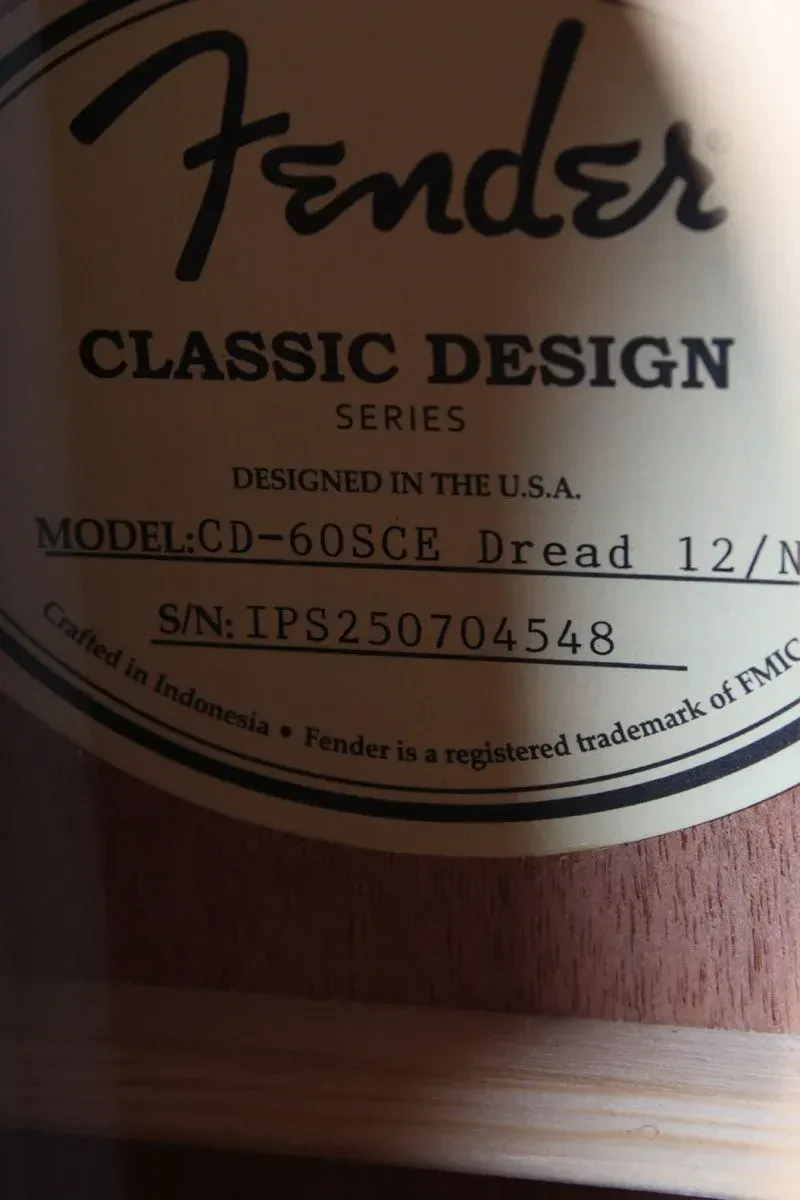 Fender®
CLASSIC DESIGN
SERIES
DESIGNED IN THE U.S.A.
MODEL:CD-60SCE Dread 12/N
S/N: IPS250704548
Crafted in Indonesia • Fender is a registered trademark of FMIC